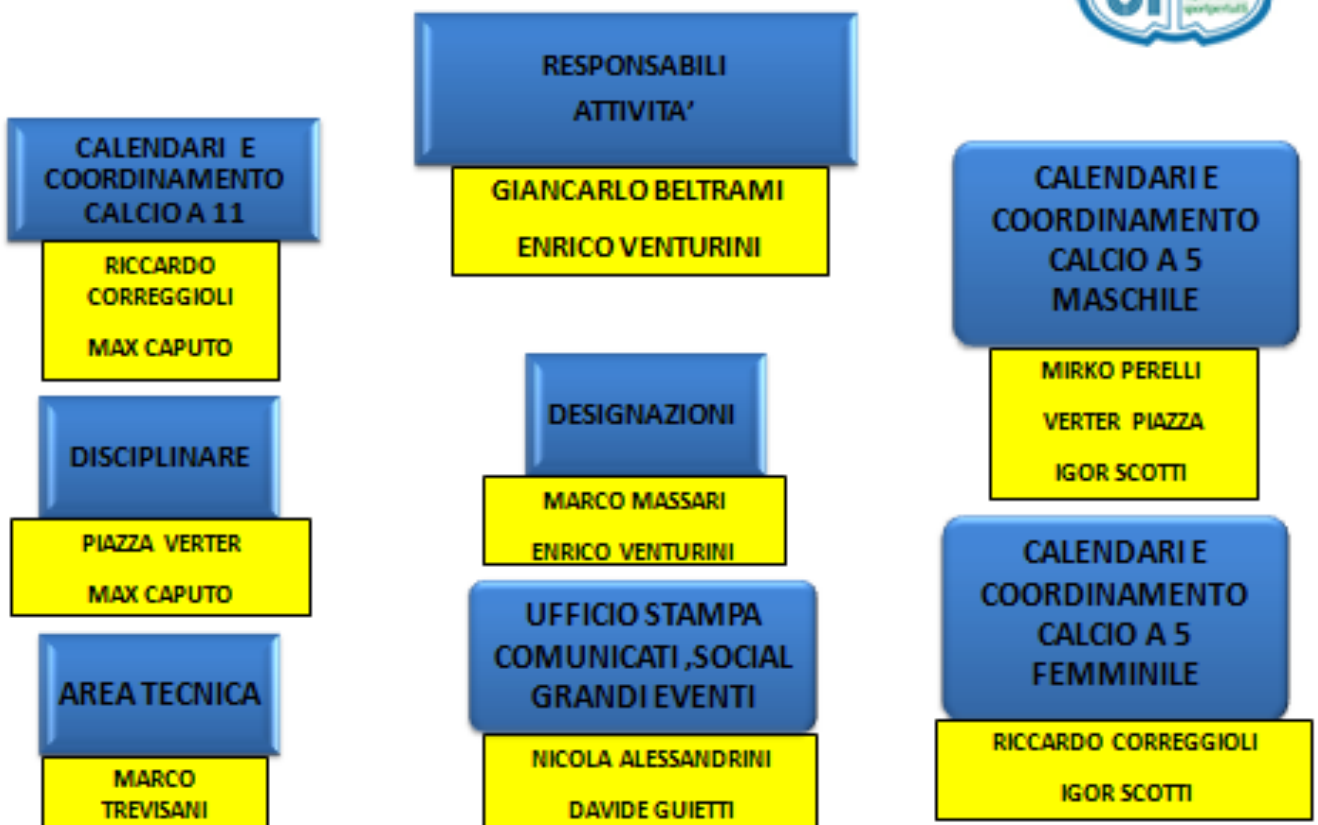 sportpertutti
RESPONSABILI
ATTIVITA'
GIANCARLO BELTRAMI
ENRICO VENTURINI
CALENDARI E
COORDINAMENTO
CALCIO A 11
RICCARDO
CORREGGIOLI
MAX CAPUTO
DISCIPLINARE
PIAZZA VERTER
MAX CAPUTO
AREA TECNICA
MARCO
TREVISANI
DESIGNAZIONI
MARCO MASSARI
ENRICO VENTURINI
UFFICIO STAMPA
COMUNICATI ,SOCIAL
GRANDI EVENTI
NICOLA ALESSANDRINI
DAVIDE GUIETTI
CALENDARI E
COORDINAMENTO
CALCIO A 5
MASCHILE
MIRKO PERELLI
VERTER PIAZZA
IGOR SCOTTI
CALENDARI E
COORDINAMENTO
CALCIO A 5
FEMMINILE
RICCARDO CORREGGIOLI
IGOR SCOTTI